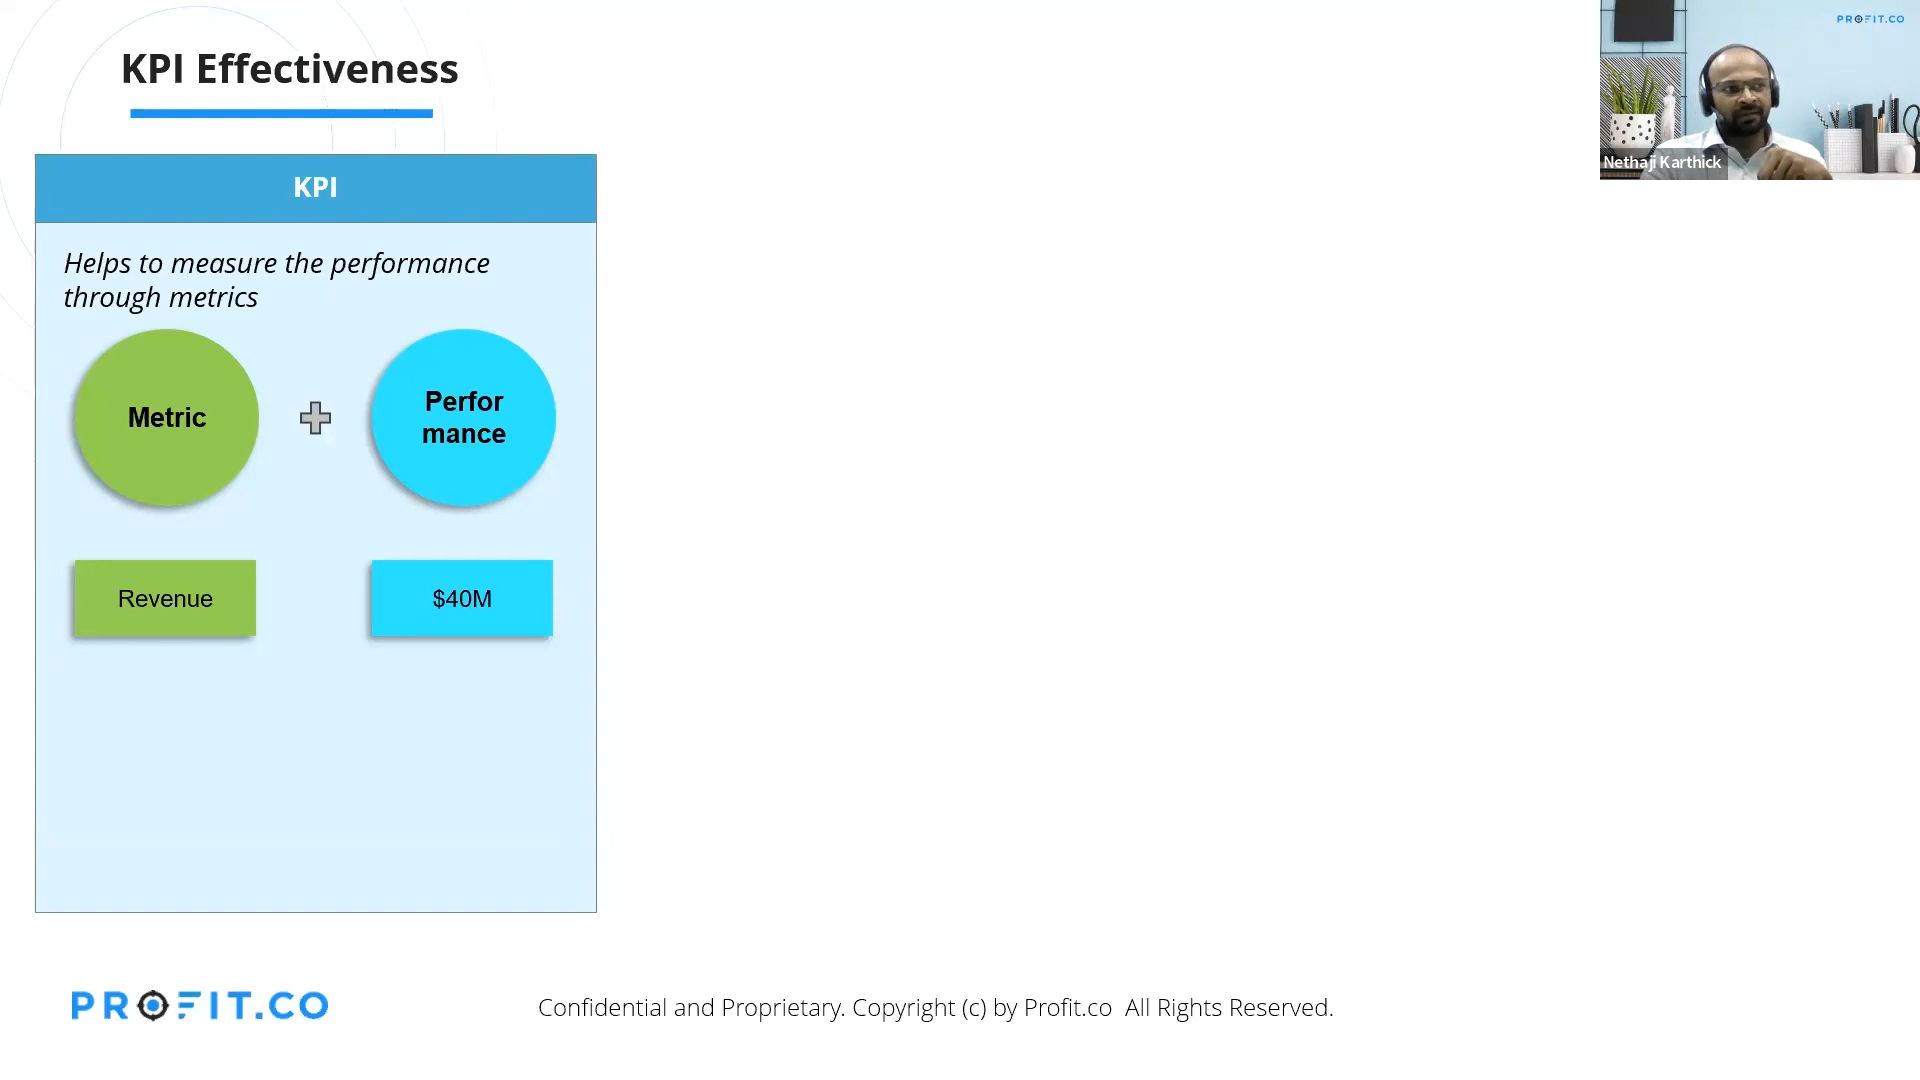 KPI Effectiveness
PROFIT.CO
Nethaji Karthick
KPI
Helps to measure the performance
through metrics
Metric
Perfor
mance
Revenue
$40M
PROFIT.CO
Confidential and Proprietary. Copyright (c) by Profit.co  All Rights Reserved.